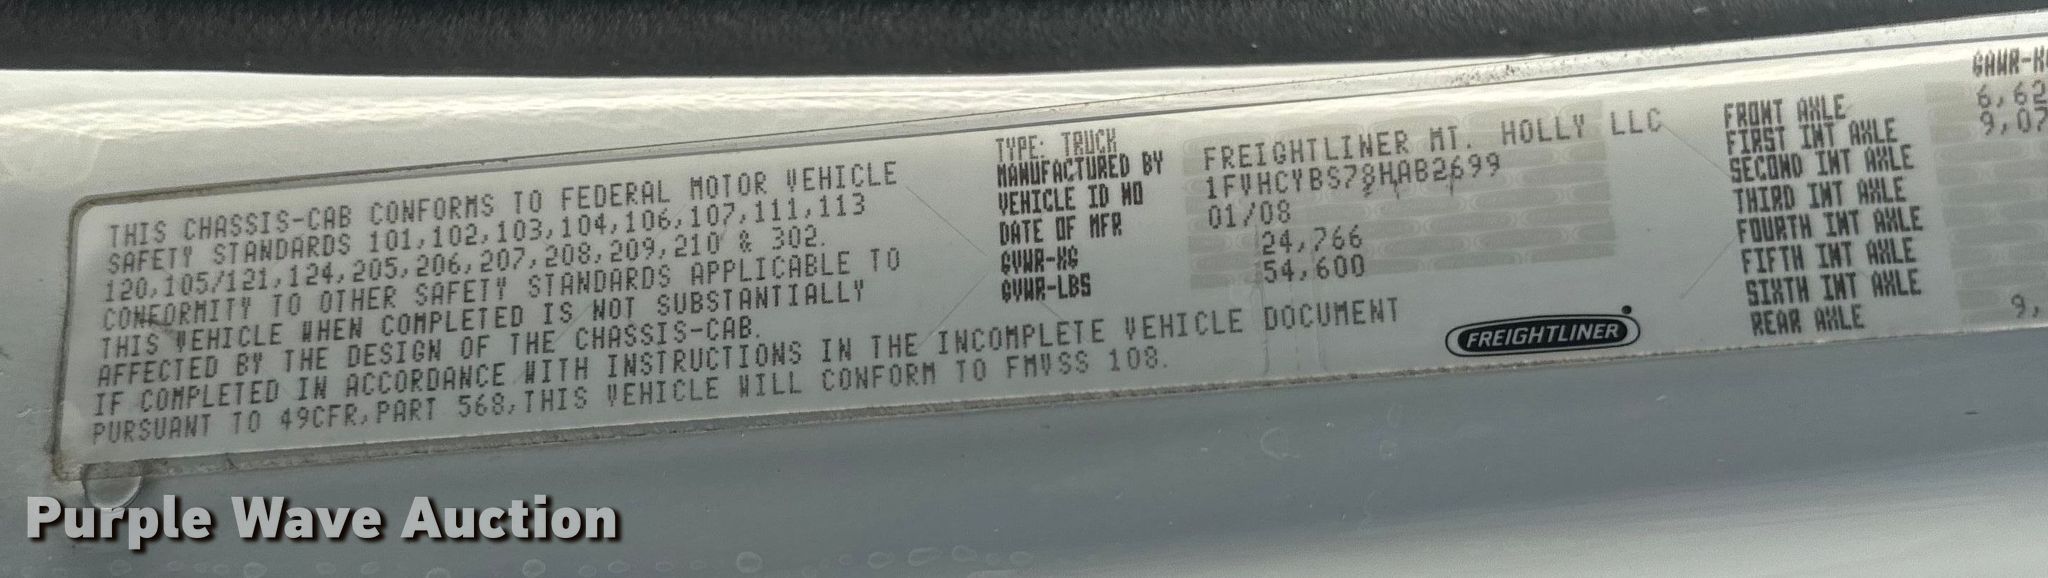 THIS CHASSIS-CAB CONFORMS TO FEDERAL MOTOR VEHICLE
SAFETY STANDARDS 101,102,103,104,106,107,111,113
120,105/121,124,205,206,207,208,209,210 & 302.
CONFORMITY TO OTHER SAFETY STANDARDS APPLICABLE TO
THIS VEHICLE WHEN COMPLETED IS NOT SUBSTANTIALLY
AFFECTED BY THE DESIGN OF THE CHASSIS-CAB.
IF COMPLETED IN ACCORDANCE WITH INSTRUCTIONS IN THE INCOMPLETE VEHICLE DOCUMENT
PURSUANT TO 49CFR,PART 568,THIS VEHICLE WILL CONFORM TO FMVSS 108.
TYPE: TRUCK
MANUFACTURED BY FREIGHTLINER MT. HOLLY LLC
VEHICLE ID NO 1FVHCYBS78HAB2699
DATE OF MFR 01/08
GVWR-KG 24,766
GVWR-LBS 54,600
FREIGHTLINER
GAWR-KG
FRONT AXLE 6,62
FIRST INT AXLE 9,07
SECOND INT AXLE
THIRD INT AXLE
FOURTH INT AXLE
FIFTH INT AXLE
SIXTH INT AXLE
REAR AXLE 9,
Purple Wave Auction